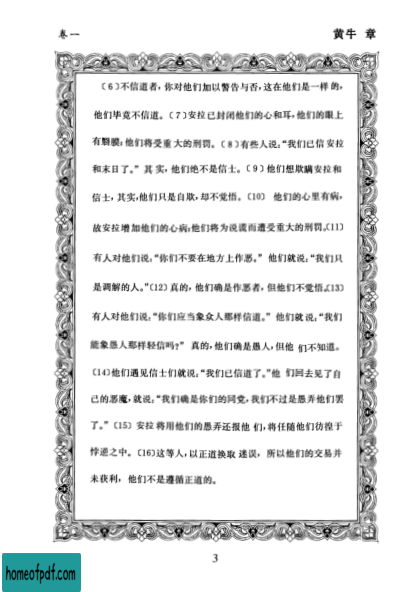 卷一
黄牛 章
(6)不信道者,你对他们加以警告与否,这在他们是一样的,
他们毕竟不信道。(7)安拉已封闭他们的心和耳,他们的眼上
有翳膜;他们将受重大的刑罚。(8)有些人说:“我们已信安拉
和末日了。”其实,他们绝不是信士。(9)他们想欺瞒安拉和
信士,其实,他们只是自欺,却不觉悟。(10) 他们的心里有病,
故安拉增加他们的心病;他们将为说谎而遭受重大的刑罚。(11)
有人对他们说:“你们不要在地方上作恶。”他们就说:“我们只
是调解的人。”(12)真的,他们确是作恶者,但他们不觉悟。(13)
有人对他们说:“你们应当象众人那样信道。”他们就说:“我们
能象愚人那样轻信吗?”真的,他们确是愚人,但他们不知道。
(14)他们遇见信士们就说:“我们已信道了。”他们回去见了自
己的恶魔,就说:“我们确是你们的同党,我们不过是愚弄他们罢
了。”(15)安拉将用他们的愚弄还报他们,将任随他们彷徨于
悖逆之中。(16)这等人,以正道换取迷误,所以他们的交易并
未获利,他们不是遵循正道的。
3
homeofpdf.com